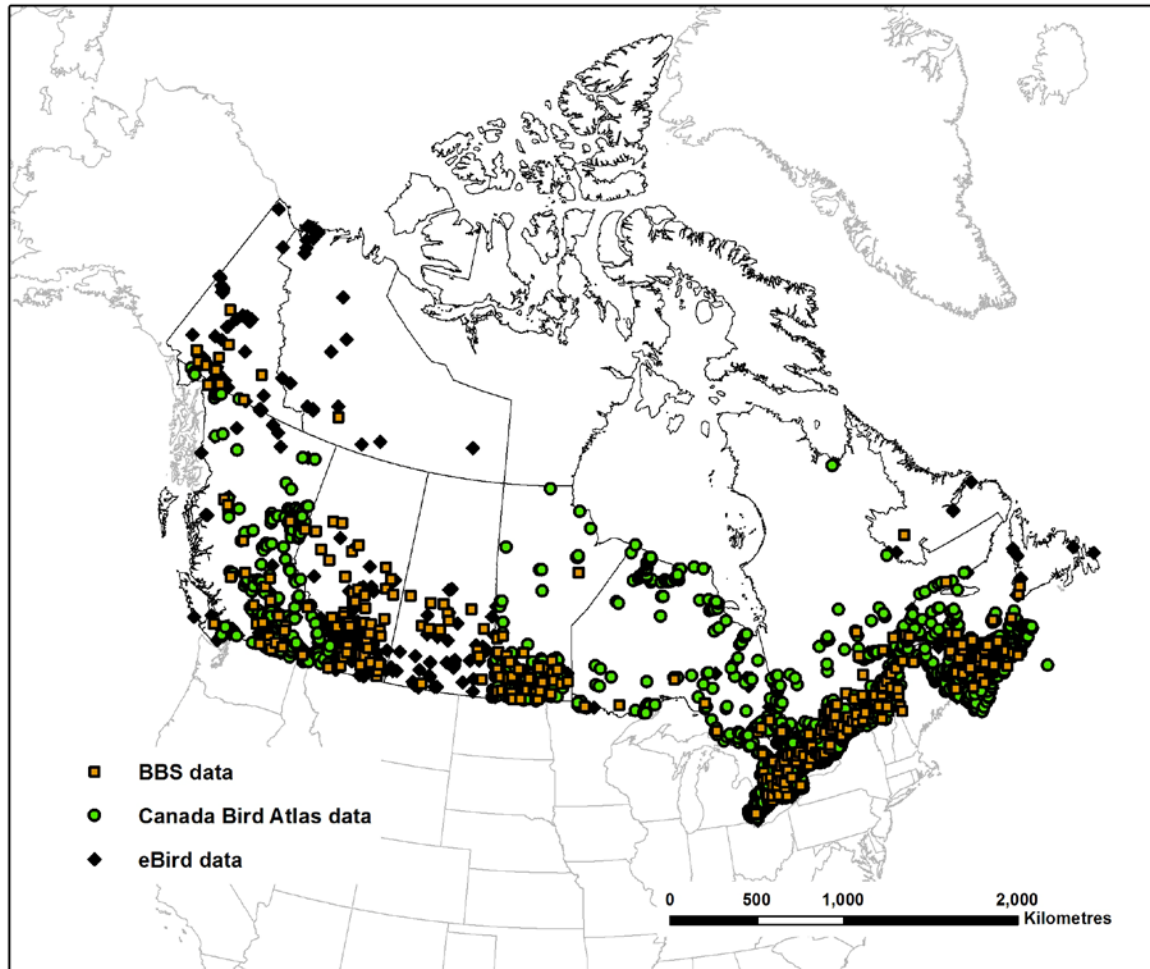 BBS data
Canada Bird Atlas data
eBird data
0 500 1,000 2,000
Kilometres